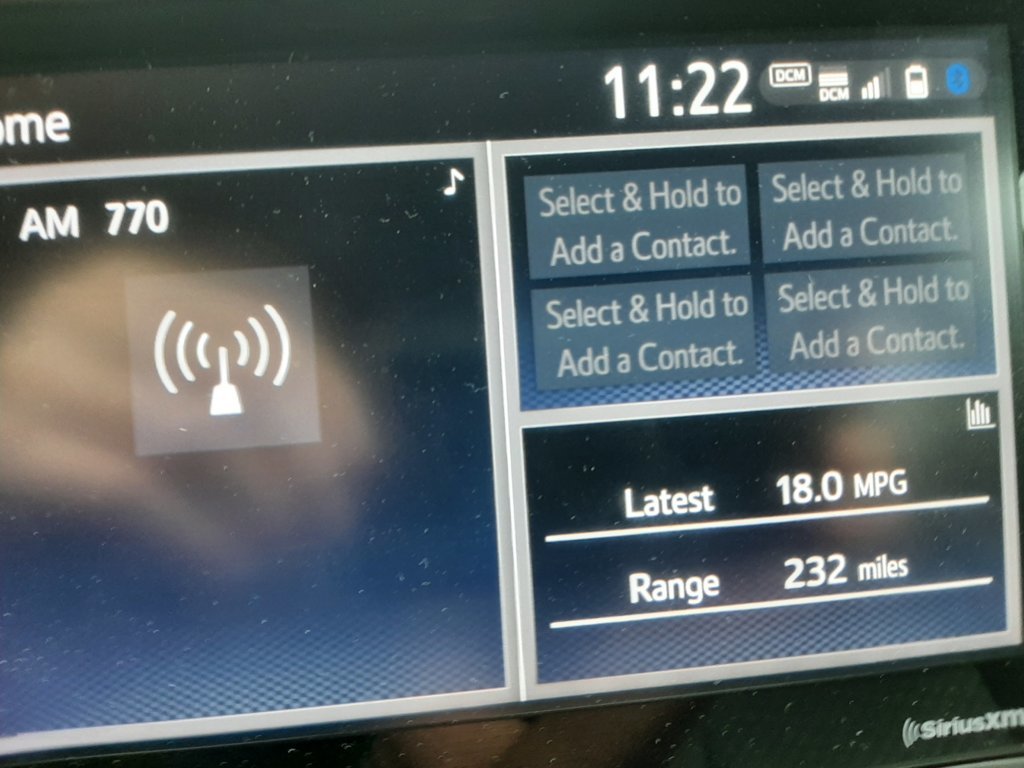 ome
11:22
DCM
DCM
AM 770
Select & Hold to
Add a Contact.
Select & Hold to
Add a Contact.
Select & Hold to
Add a Contact.
Select & Hold to
Add a Contact.
Latest 18.0 MPG
Range 232 miles
SiriusXM